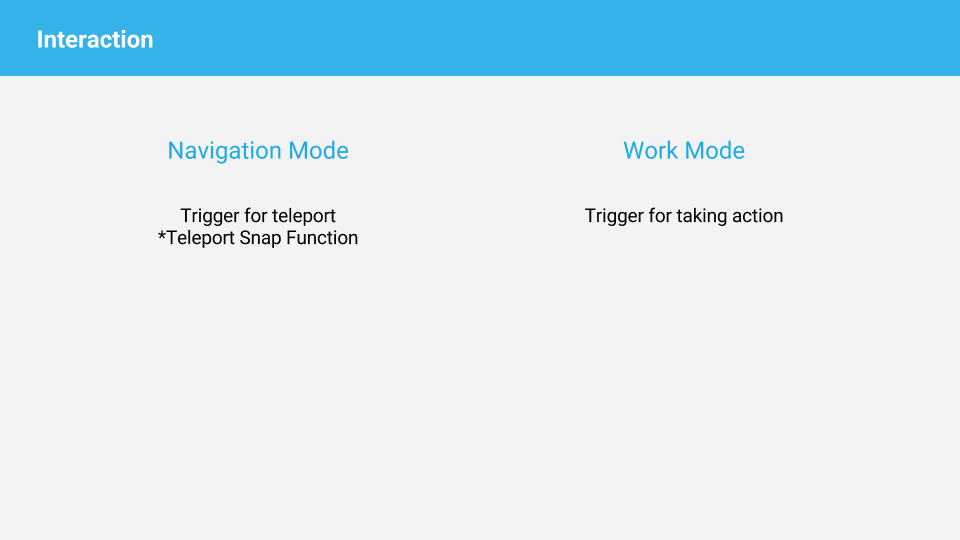 Interaction
Navigation Mode
Trigger for teleport
*Teleport Snap Function
Work Mode
Trigger for taking action